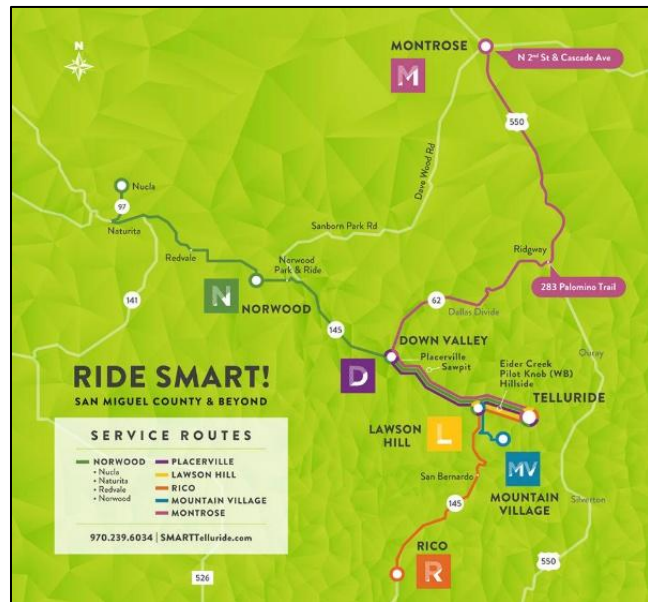 N
MONTROSE
M
N 2nd St & Cascade Ave
550
Dave Wood Rd
Nucla
97
Naturita
Sanborn Park Rd
Redvale
Norwood
Park & Ride
Ridgway
283 Palomino Trail
N
NORWOOD
141
62
Dallas Divide
145
DOWN VALLEY
Placerville
Sawpit
Ouray
D
Eider Creek
Pilot Knob (WB)
Hillside
TELLURIDE
RIDE SMART!
SAN MIGUEL COUNTY & BEYOND
LAWSON
HILL
L
MV
MOUNTAIN
VILLAGE
San Bernardo
145
Silverton
SERVICE ROUTES
NORWOOD
• Nucla
• Naturita
• Redvale
• Norwood
PLACERVILLE
LAWSON HILL
RICO
MOUNTAIN VILLAGE
MONTROSE
970.239.6034 | SMARTTelluride.com
RICO
R
550
526